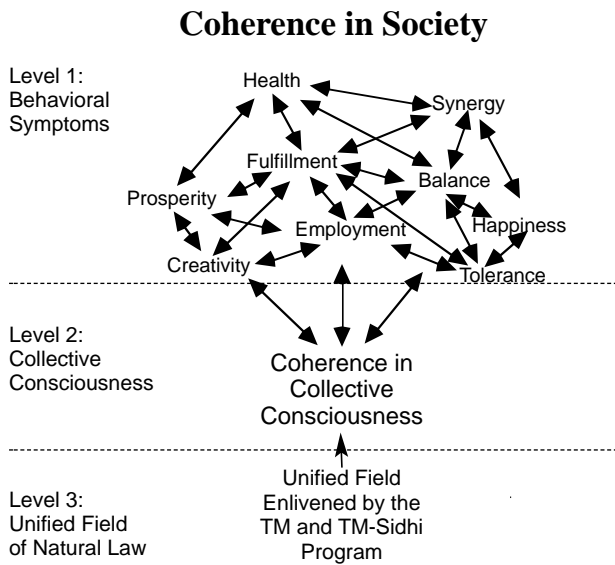 Coherence in Society
Level 1:
Behavioral
Symptoms
Health
Synergy
Fulfillment
Balance
Prosperity
Happiness
Employment
Creativity
Tolerance
Level 2:
Collective
Consciousness
Coherence in
Collective
Consciousness
Level 3:
Unified Field
of Natural Law
Unified Field
Enlivened by the
TM and TM-Sidhi
Program